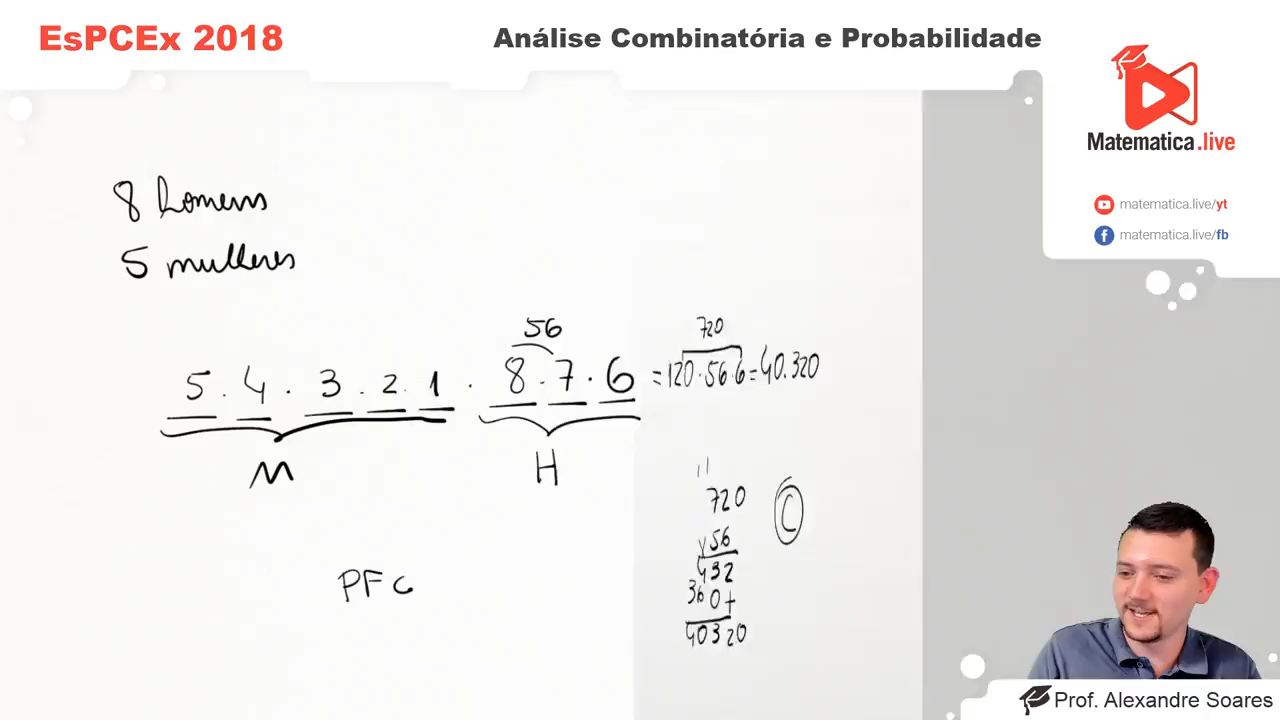 EsPCEx 2018
Análise Combinatória e Probabilidade
Matematica.live
matematica.live/yt
matematica.live/fb
8 homens
5 mulheres
56
720
5 . 4 . 3 . 2 . 1 . 8 . 7 . 6 = 120 . 56 . 6 = 40.320
M
H
720
C
x 56
432
360+
40320
PFC
Prof. Alexandre Soares